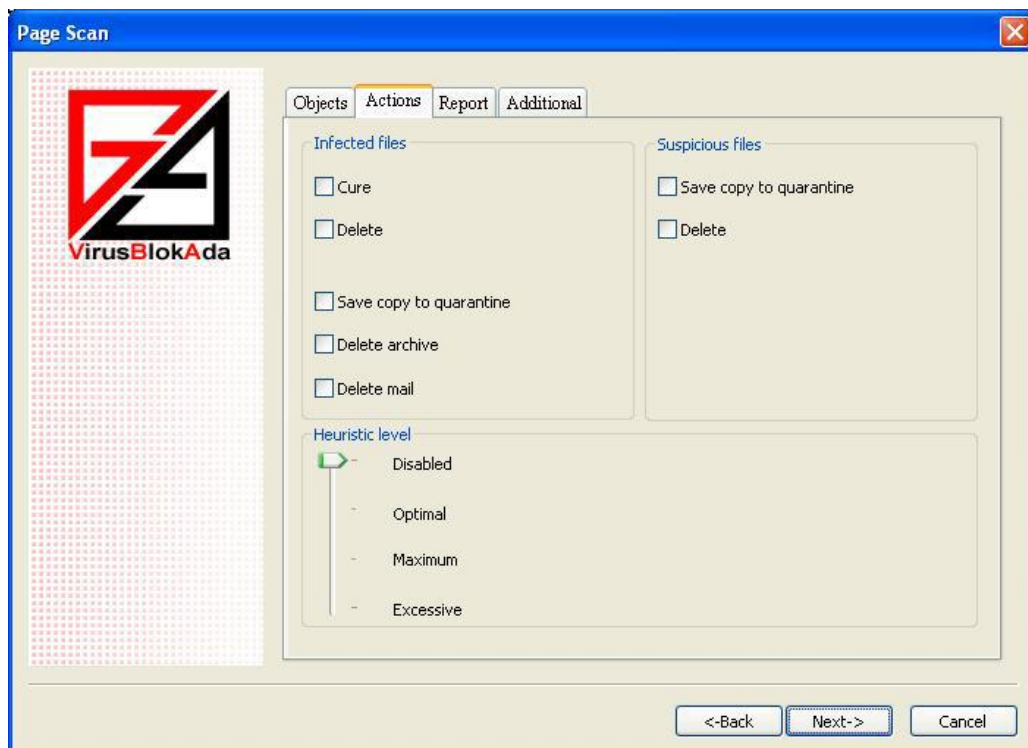 Page Scan
VirusBlokAda
Objects
Actions
Report
Additional
Infected files
Cure
Delete
Save copy to quarantine
Delete archive
Delete mail
Suspicious files
Save copy to quarantine
Delete
Heuristic level
Disabled
Optimal
Maximum
Excessive
<-Back
Next->
Cancel